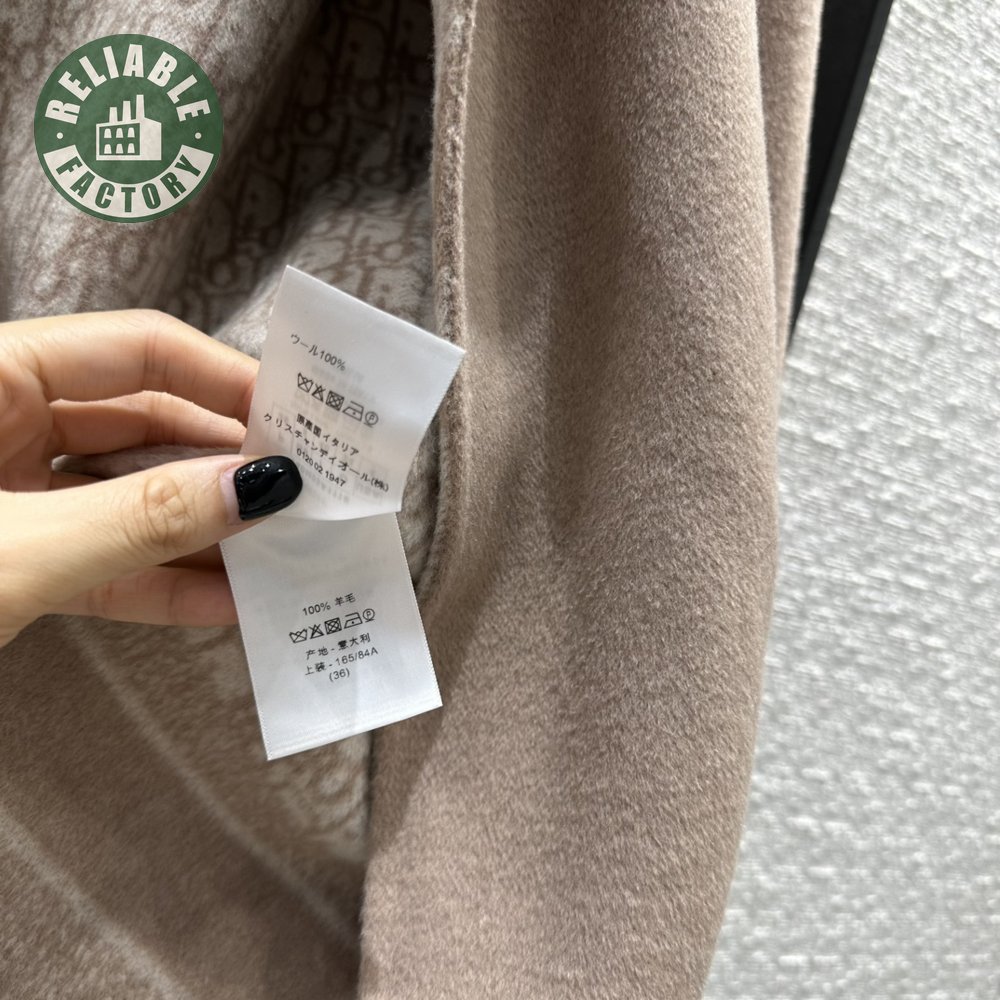 RELIABLE
FACTORY
ウール100%
原産国イタリア
クリスチャンディオール(株)
0120 02 1947
100% 羊毛
产地 - 意大利
上装 - 165/84A
(36)